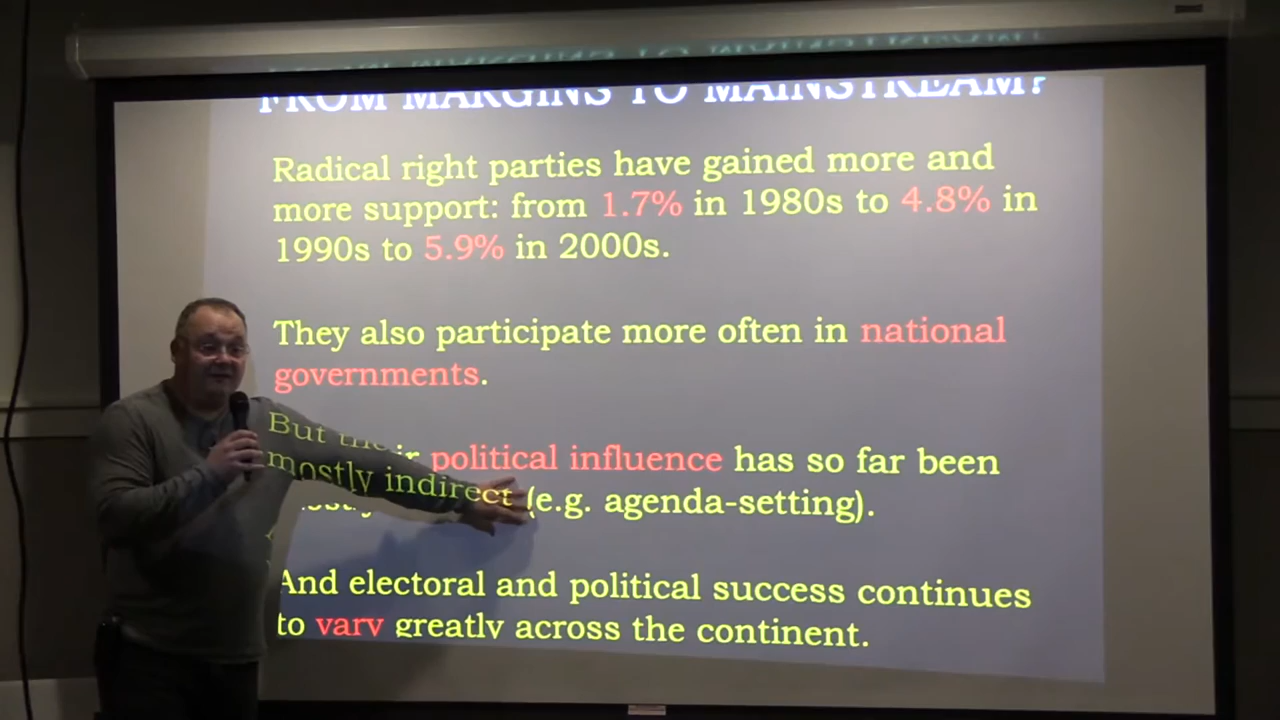 FROM MARGINS TO MAINSTREAM?
Radical right parties have gained more and
more support: from 1.7% in 1980s to 4.8% in
1990s to 5.9% in 2000s.
They also participate more often in national
governments.
But their political influence has so far been
mostly indirect (e.g. agenda-setting).
And electoral and political success continues
to vary greatly across the continent.